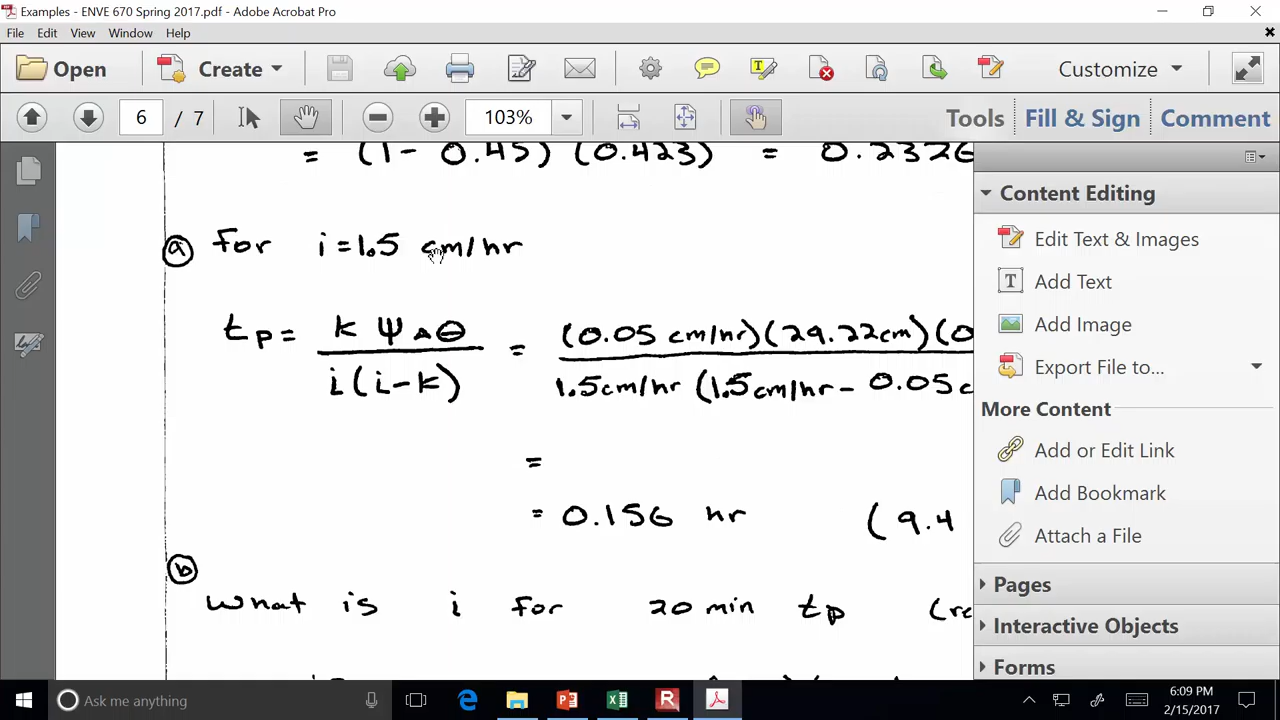 Examples - ENVE 670 Spring 2017.pdf - Adobe Acrobat Pro
File Edit View Window Help
Open Create Customize
6 / 7 103% Tools Fill & Sign Comment
= (1- 0.45) (0.423) = 0.2326
Content Editing
Edit Text & Images
Add Text
Add Image
Export File to...
More Content
Add or Edit Link
Add Bookmark
Attach a File
Pages
Interactive Objects
Forms
a for i = 1.5 cm/hr
tp = K Ψ Δθ = (0.05 cm/hr)(29.22cm)(0
i(i-K) 1.5cm/hr (1.5cm/hr - 0.05c
=
= 0.156 hr (9.4
b
What is i for 20 min tp (re
Ask me anything
6:09 PM
2/15/2017